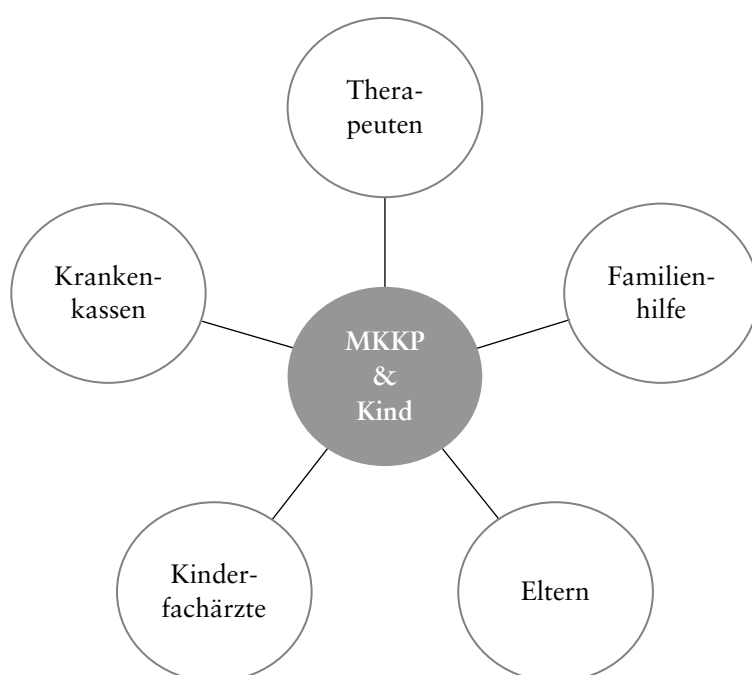 Thera-
peuten
Kranken-
kassen
Familien-
hilfe
MKKP
&
Kind
Kinder-
fachärzte
Eltern